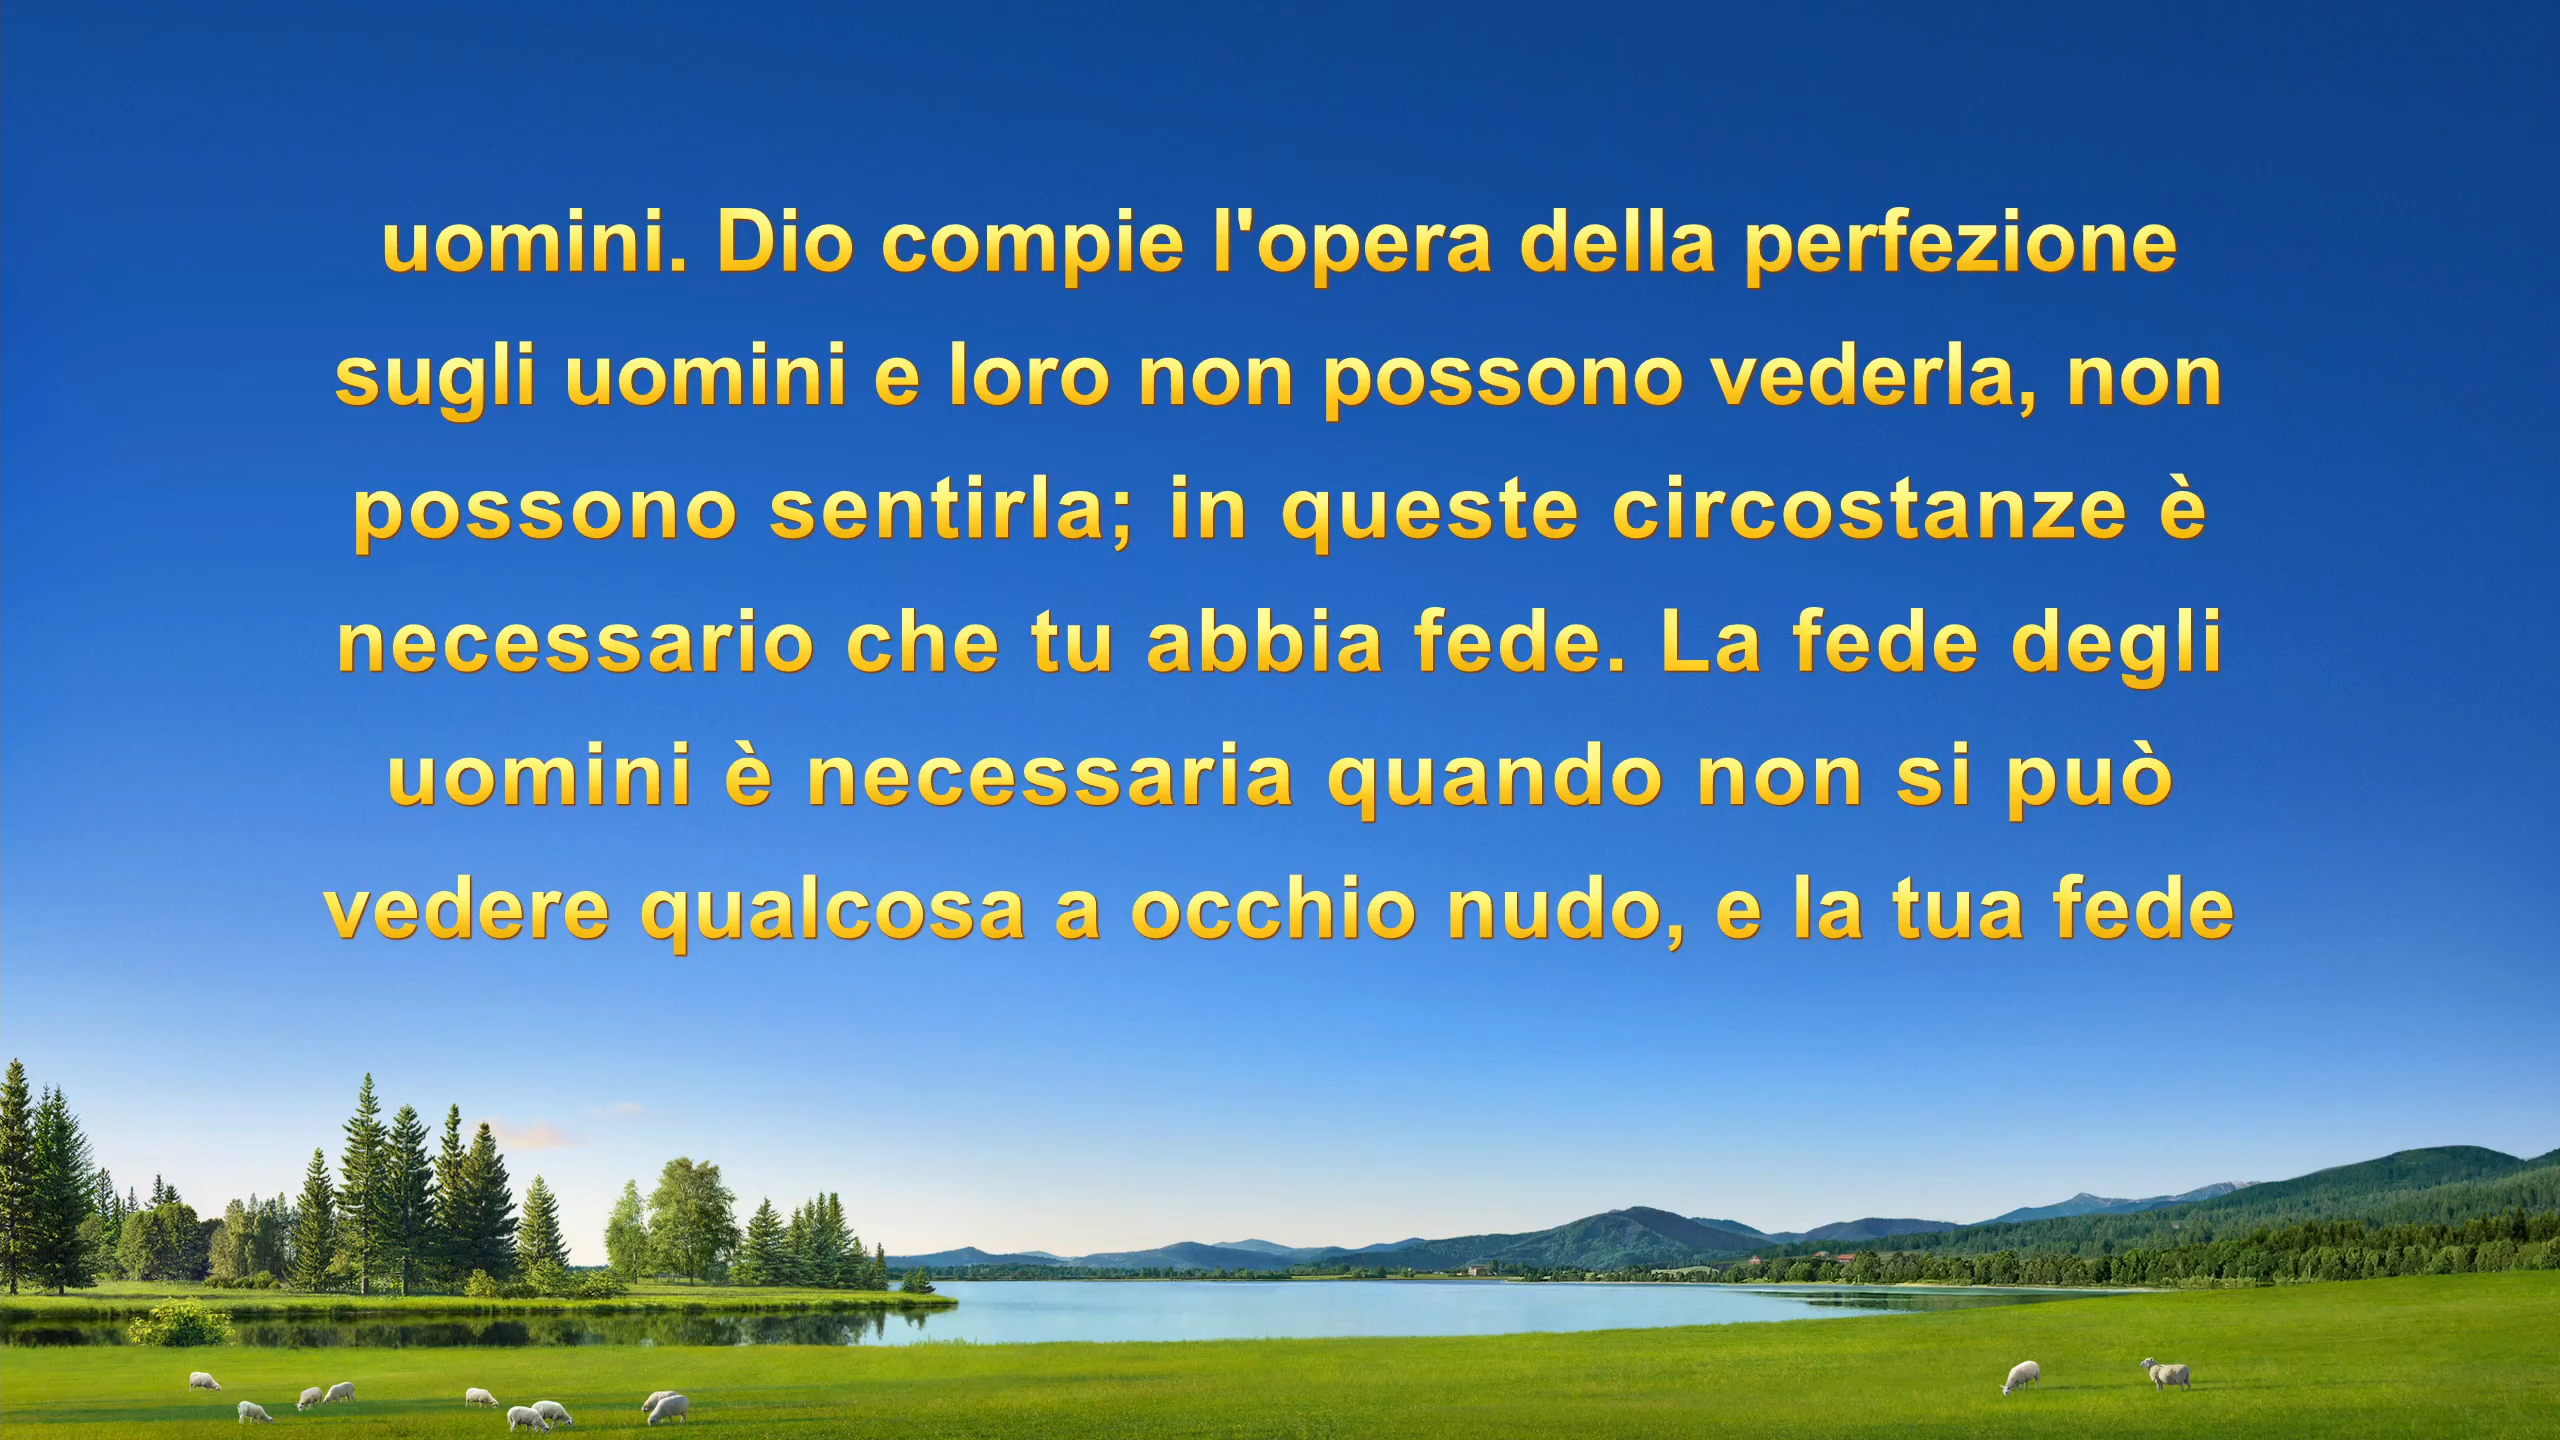 uomini. Dio compie l'opera della perfezione
sugli uomini e loro non possono vederla, non
possono sentirla; in queste circostanze è
necessario che tu abbia fede. La fede degli
uomini è necessaria quando non si può
vedere qualcosa a occhio nudo, e la tua fede